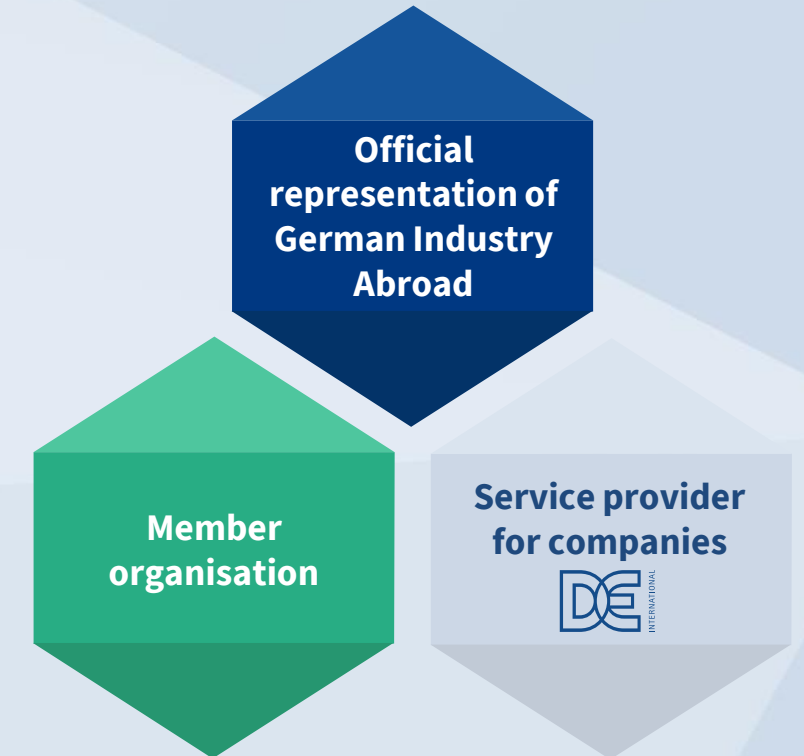 Official
representation of
German Industry
Abroad
Member
organisation
Service provider
for companies
DE
INTERNATIONAL